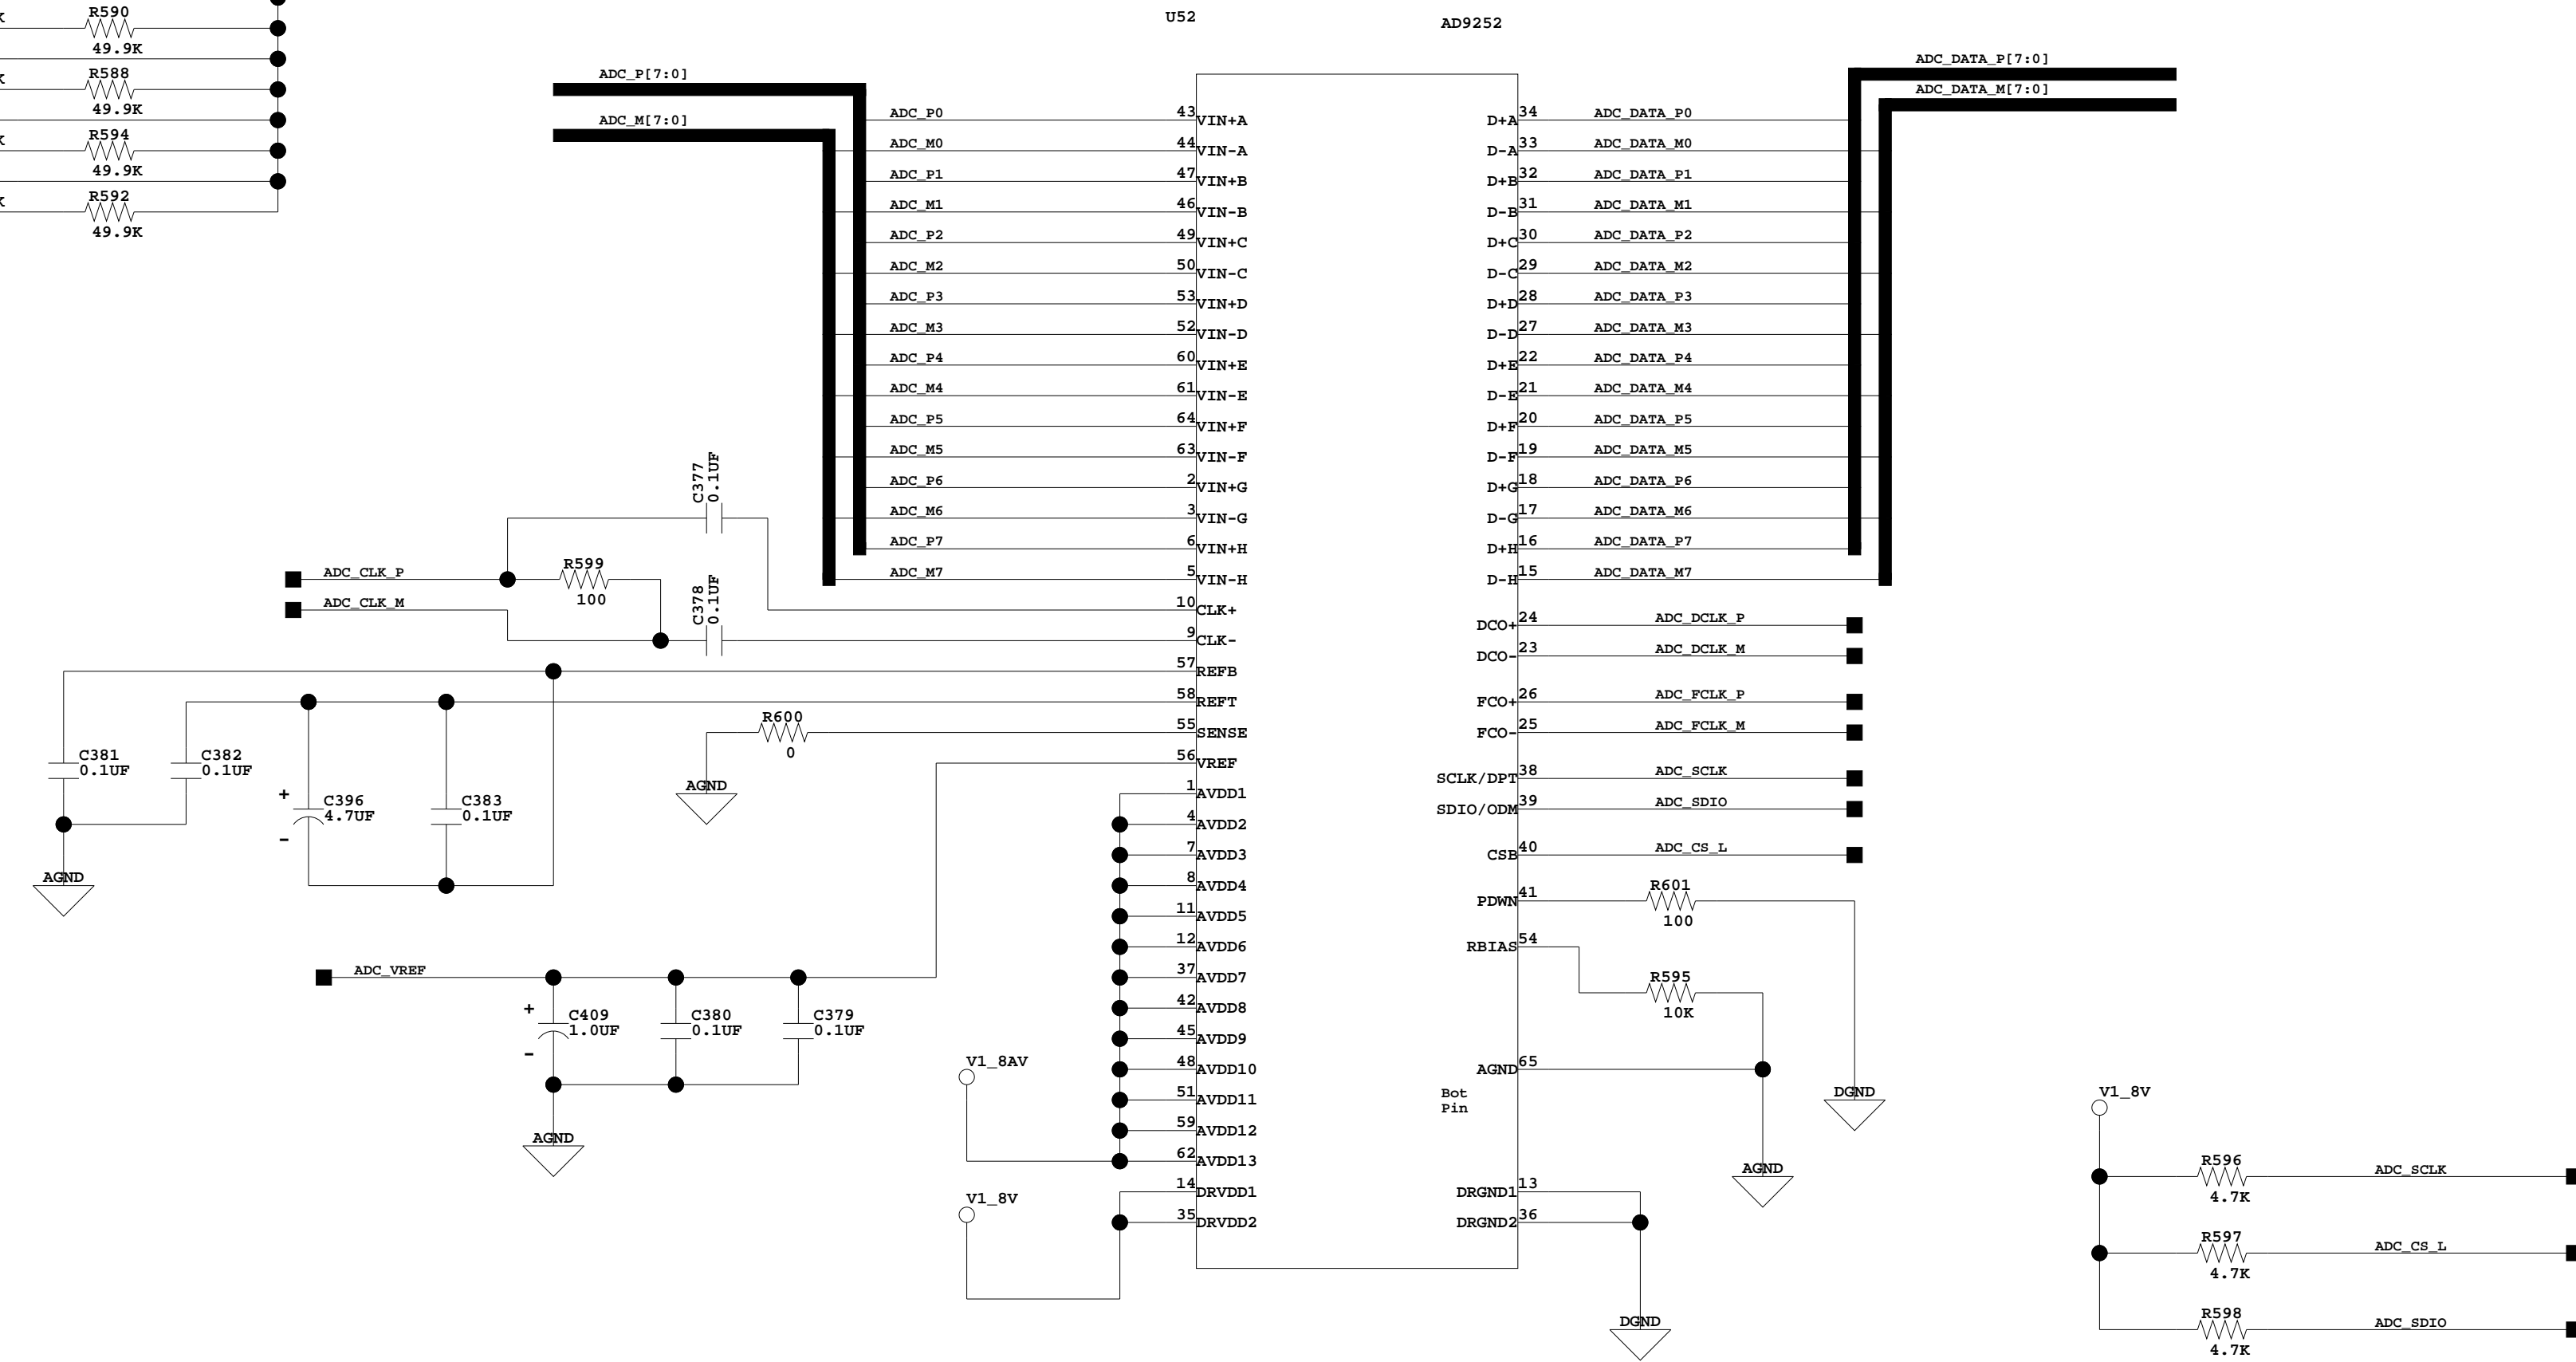 K
R590
49.9K
K
R588
49.9K
K
R594
49.9K
K
R592
49.9K
U52
AD9252
ADC_P[7:0]
ADC_M[7:0]
ADC_DATA_P[7:0]
ADC_DATA_M[7:0]
ADC_P0 43 VIN+A D+A 34 ADC_DATA_P0
ADC_M0 44 VIN-A D-A 33 ADC_DATA_M0
ADC_P1 47 VIN+B D+B 32 ADC_DATA_P1
ADC_M1 46 VIN-B D-B 31 ADC_DATA_M1
ADC_P2 49 VIN+C D+C 30 ADC_DATA_P2
ADC_M2 50 VIN-C D-C 29 ADC_DATA_M2
ADC_P3 53 VIN+D D+D 28 ADC_DATA_P3
ADC_M3 52 VIN-D D-D 27 ADC_DATA_M3
ADC_P4 60 VIN+E D+E 22 ADC_DATA_P4
ADC_M4 61 VIN-E D-E 21 ADC_DATA_M4
ADC_P5 64 VIN+F D+F 20 ADC_DATA_P5
ADC_M5 63 VIN-F D-F 19 ADC_DATA_M5
ADC_P6 2 VIN+G D+G 18 ADC_DATA_P6
ADC_M6 3 VIN-G D-G 17 ADC_DATA_M6
ADC_P7 6 VIN+H D+H 16 ADC_DATA_P7
ADC_M7 5 VIN-H D-H 15 ADC_DATA_M7
C377
0.1UF
ADC_CLK_P
R599
100
ADC_CLK_M
C378
0.1UF
10 CLK+
9 CLK-
57 REFB
58 REFT
55 SENSE
56 VREF
R600
0
AGND
C381
0.1UF
C382
0.1UF
+
C396
4.7UF
-
C383
0.1UF
AGND
1 AVDD1
4 AVDD2
7 AVDD3
8 AVDD4
11 AVDD5
12 AVDD6
37 AVDD7
42 AVDD8
45 AVDD9
48 AVDD10
51 AVDD11
59 AVDD12
62 AVDD13
14 DRVDD1
35 DRVDD2
ADC_VREF
+
C409
1.0UF
-
C380
0.1UF
C379
0.1UF
AGND
V1_8AV
V1_8V
DCO+ 24 ADC_DCLK_P
DCO- 23 ADC_DCLK_M
FCO+ 26 ADC_FCLK_P
FCO- 25 ADC_FCLK_M
SCLK/DPT 38 ADC_SCLK
SDIO/ODM 39 ADC_SDIO
CSB 40 ADC_CS_L
PDWN 41
R601
100
RBIAS 54
R595
10K
AGND 65
Bot
Pin
DGND
AGND
DRGND1 13
DRGND2 36
DGND
V1_8V
R596
4.7K
ADC_SCLK
R597
4.7K
ADC_CS_L
R598
4.7K
ADC_SDIO